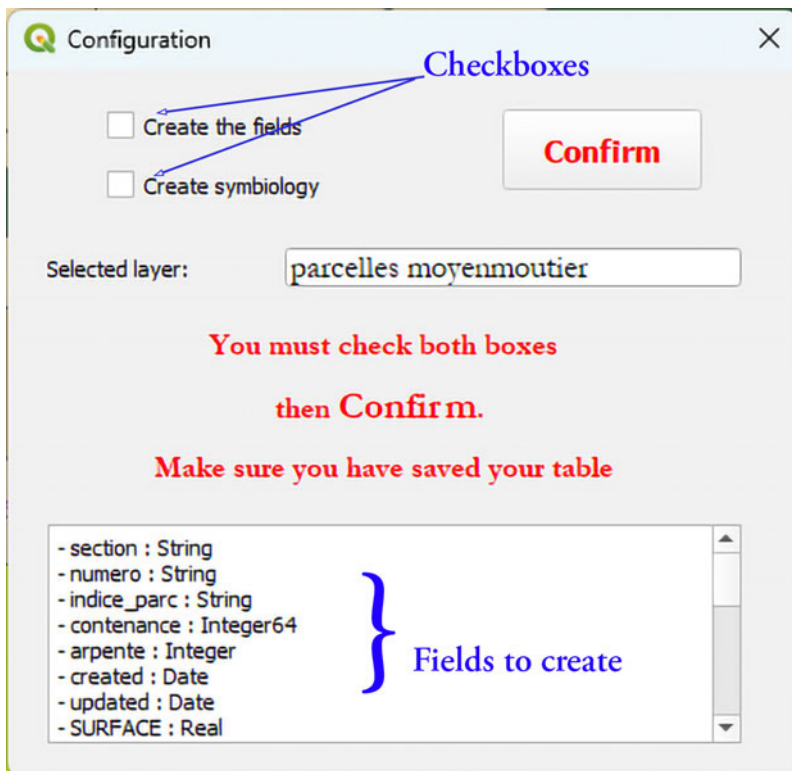 Configuration
Checkboxes
Create the fields
Confirm
Create symbiology
Selected layer:
parcelles moyenmoutier
You must check both boxes
then Confirm.
Make sure you have saved your table
- section : String
- numero : String
- indice_parc : String
- contenance : Integer64
- arpente : Integer
- created : Date
- updated : Date
- SURFACE : Real
Fields to create